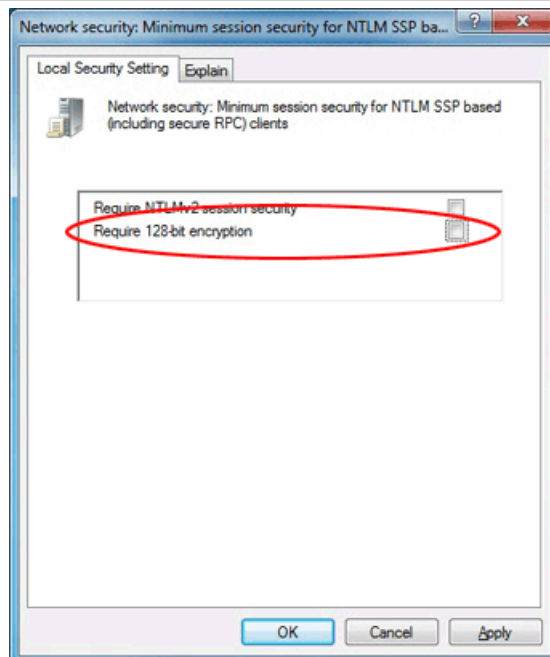 Network security: Minimum session security for NTLM SSP ba...
Local Security Setting
Explain
Network security: Minimum session security for NTLM SSP based
(including secure RPC) clients
Require NTLMv2 session security
Require 128-bit encryption
OK
Cancel
Apply